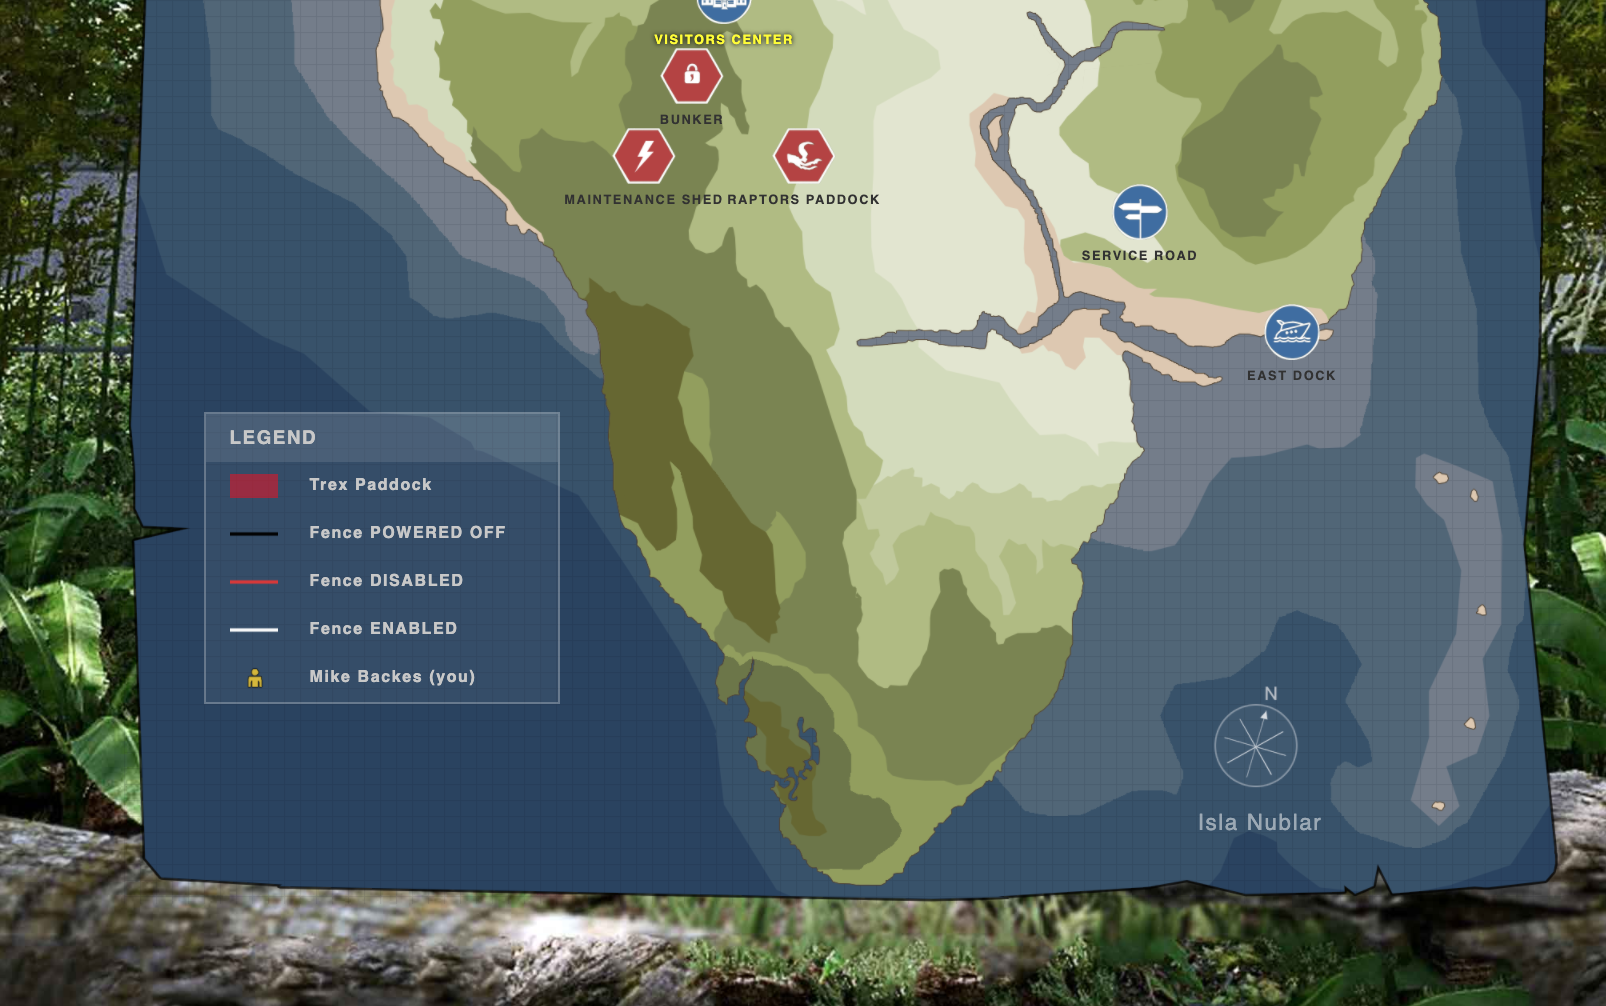 VISITORS CENTER
BUNKER
MAINTENANCE SHED
RAPTORS PADDOCK
SERVICE ROAD
EAST DOCK
LEGEND
Trex Paddock
Fence POWERED OFF
Fence DISABLED
Fence ENABLED
Mike Backes (you)
N
Isla Nublar